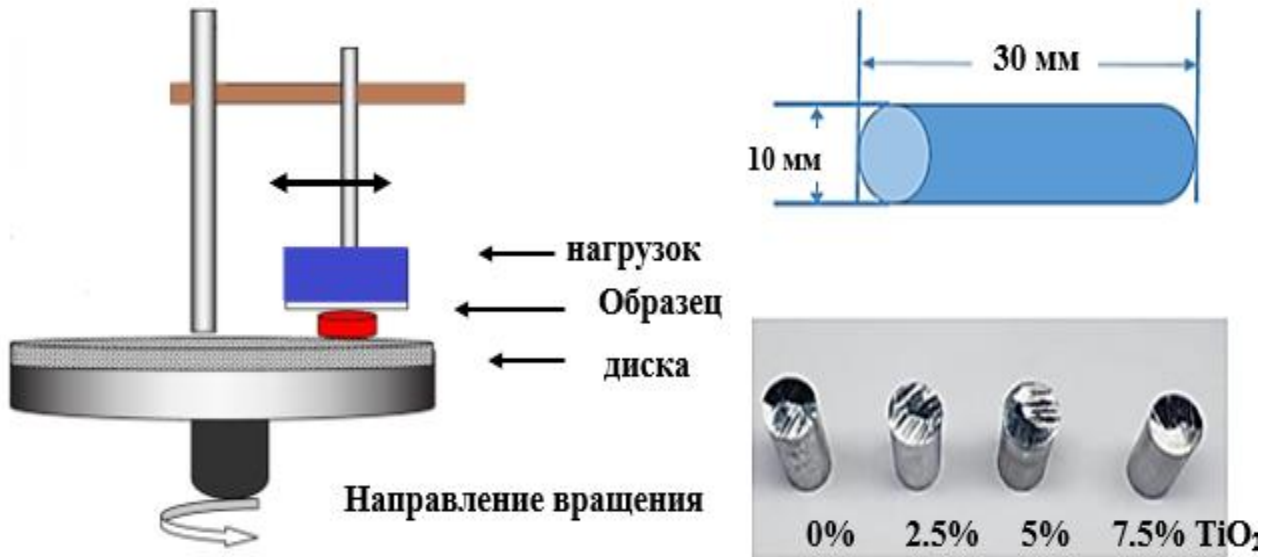 30 мм
10 мм
нагрузок
Образец
диска
Направление вращения
0% 2.5% 5% 7.5% TiO₂